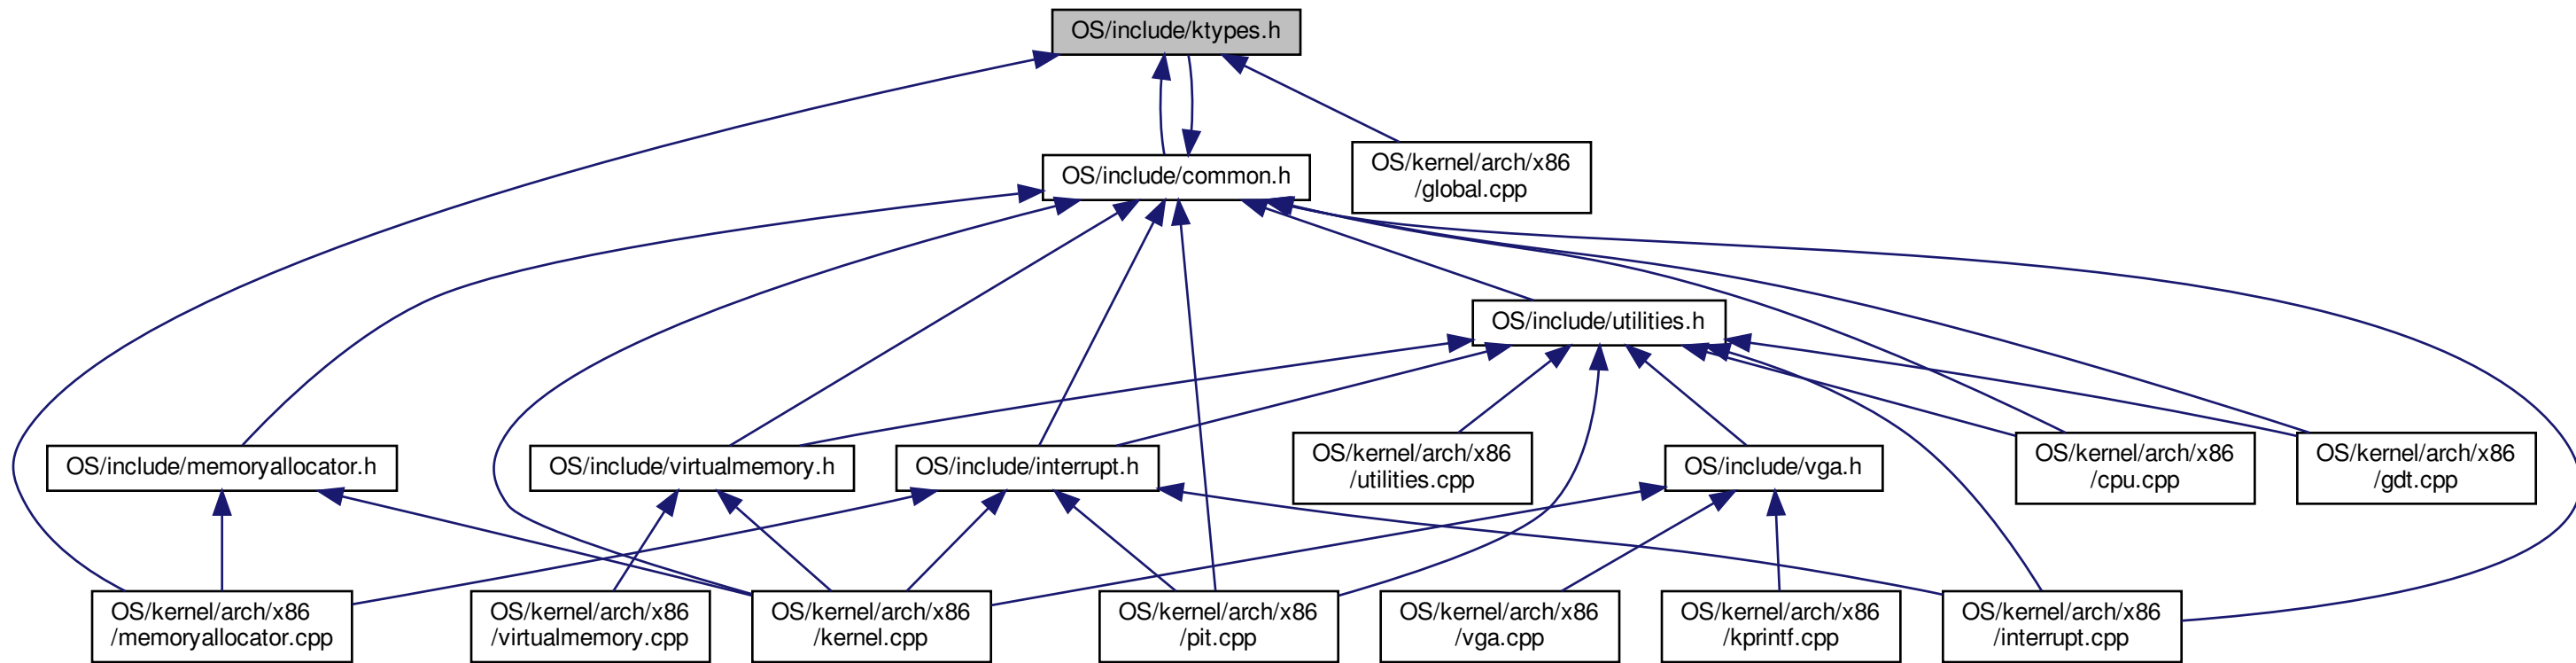 OS/include/ktypes.h
OS/include/common.h
OS/kernel/arch/x86
/global.cpp
OS/include/utilities.h
OS/include/memoryallocator.h
OS/include/virtualmemory.h
OS/include/interrupt.h
OS/kernel/arch/x86
/utilities.cpp
OS/include/vga.h
OS/kernel/arch/x86
/cpu.cpp
OS/kernel/arch/x86
/gdt.cpp
OS/kernel/arch/x86
/memoryallocator.cpp
OS/kernel/arch/x86
/virtualmemory.cpp
OS/kernel/arch/x86
/kernel.cpp
OS/kernel/arch/x86
/pit.cpp
OS/kernel/arch/x86
/vga.cpp
OS/kernel/arch/x86
/kprintf.cpp
OS/kernel/arch/x86
/interrupt.cpp